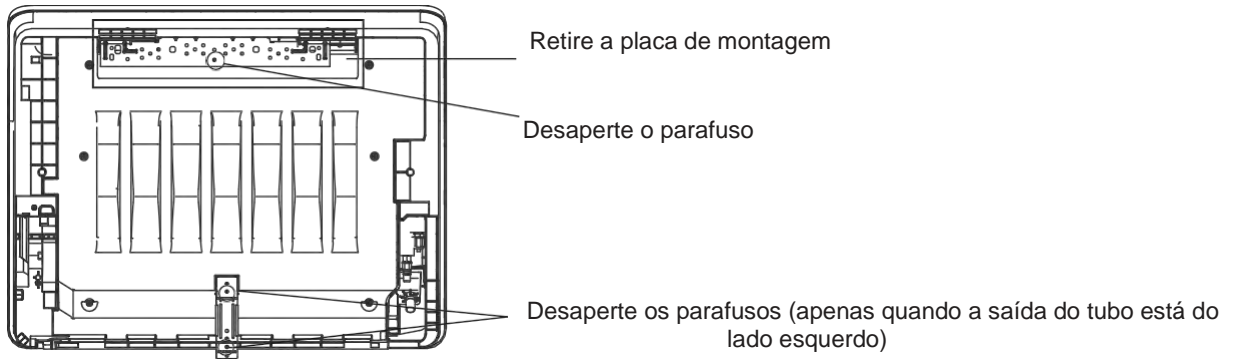 Retire a placa de montagem
Desaperte o parafuso
Desaperte os parafusos (apenas quando a saída do tubo está do
lado esquerdo)